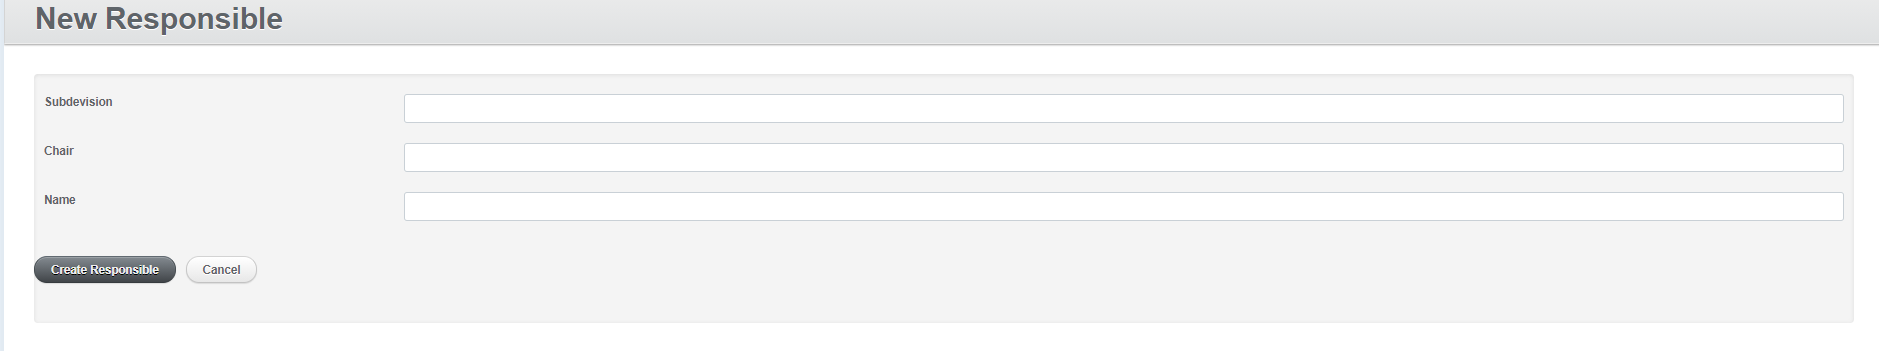 New Responsible
Subdevision
Chair
Name
Create Responsible
Cancel